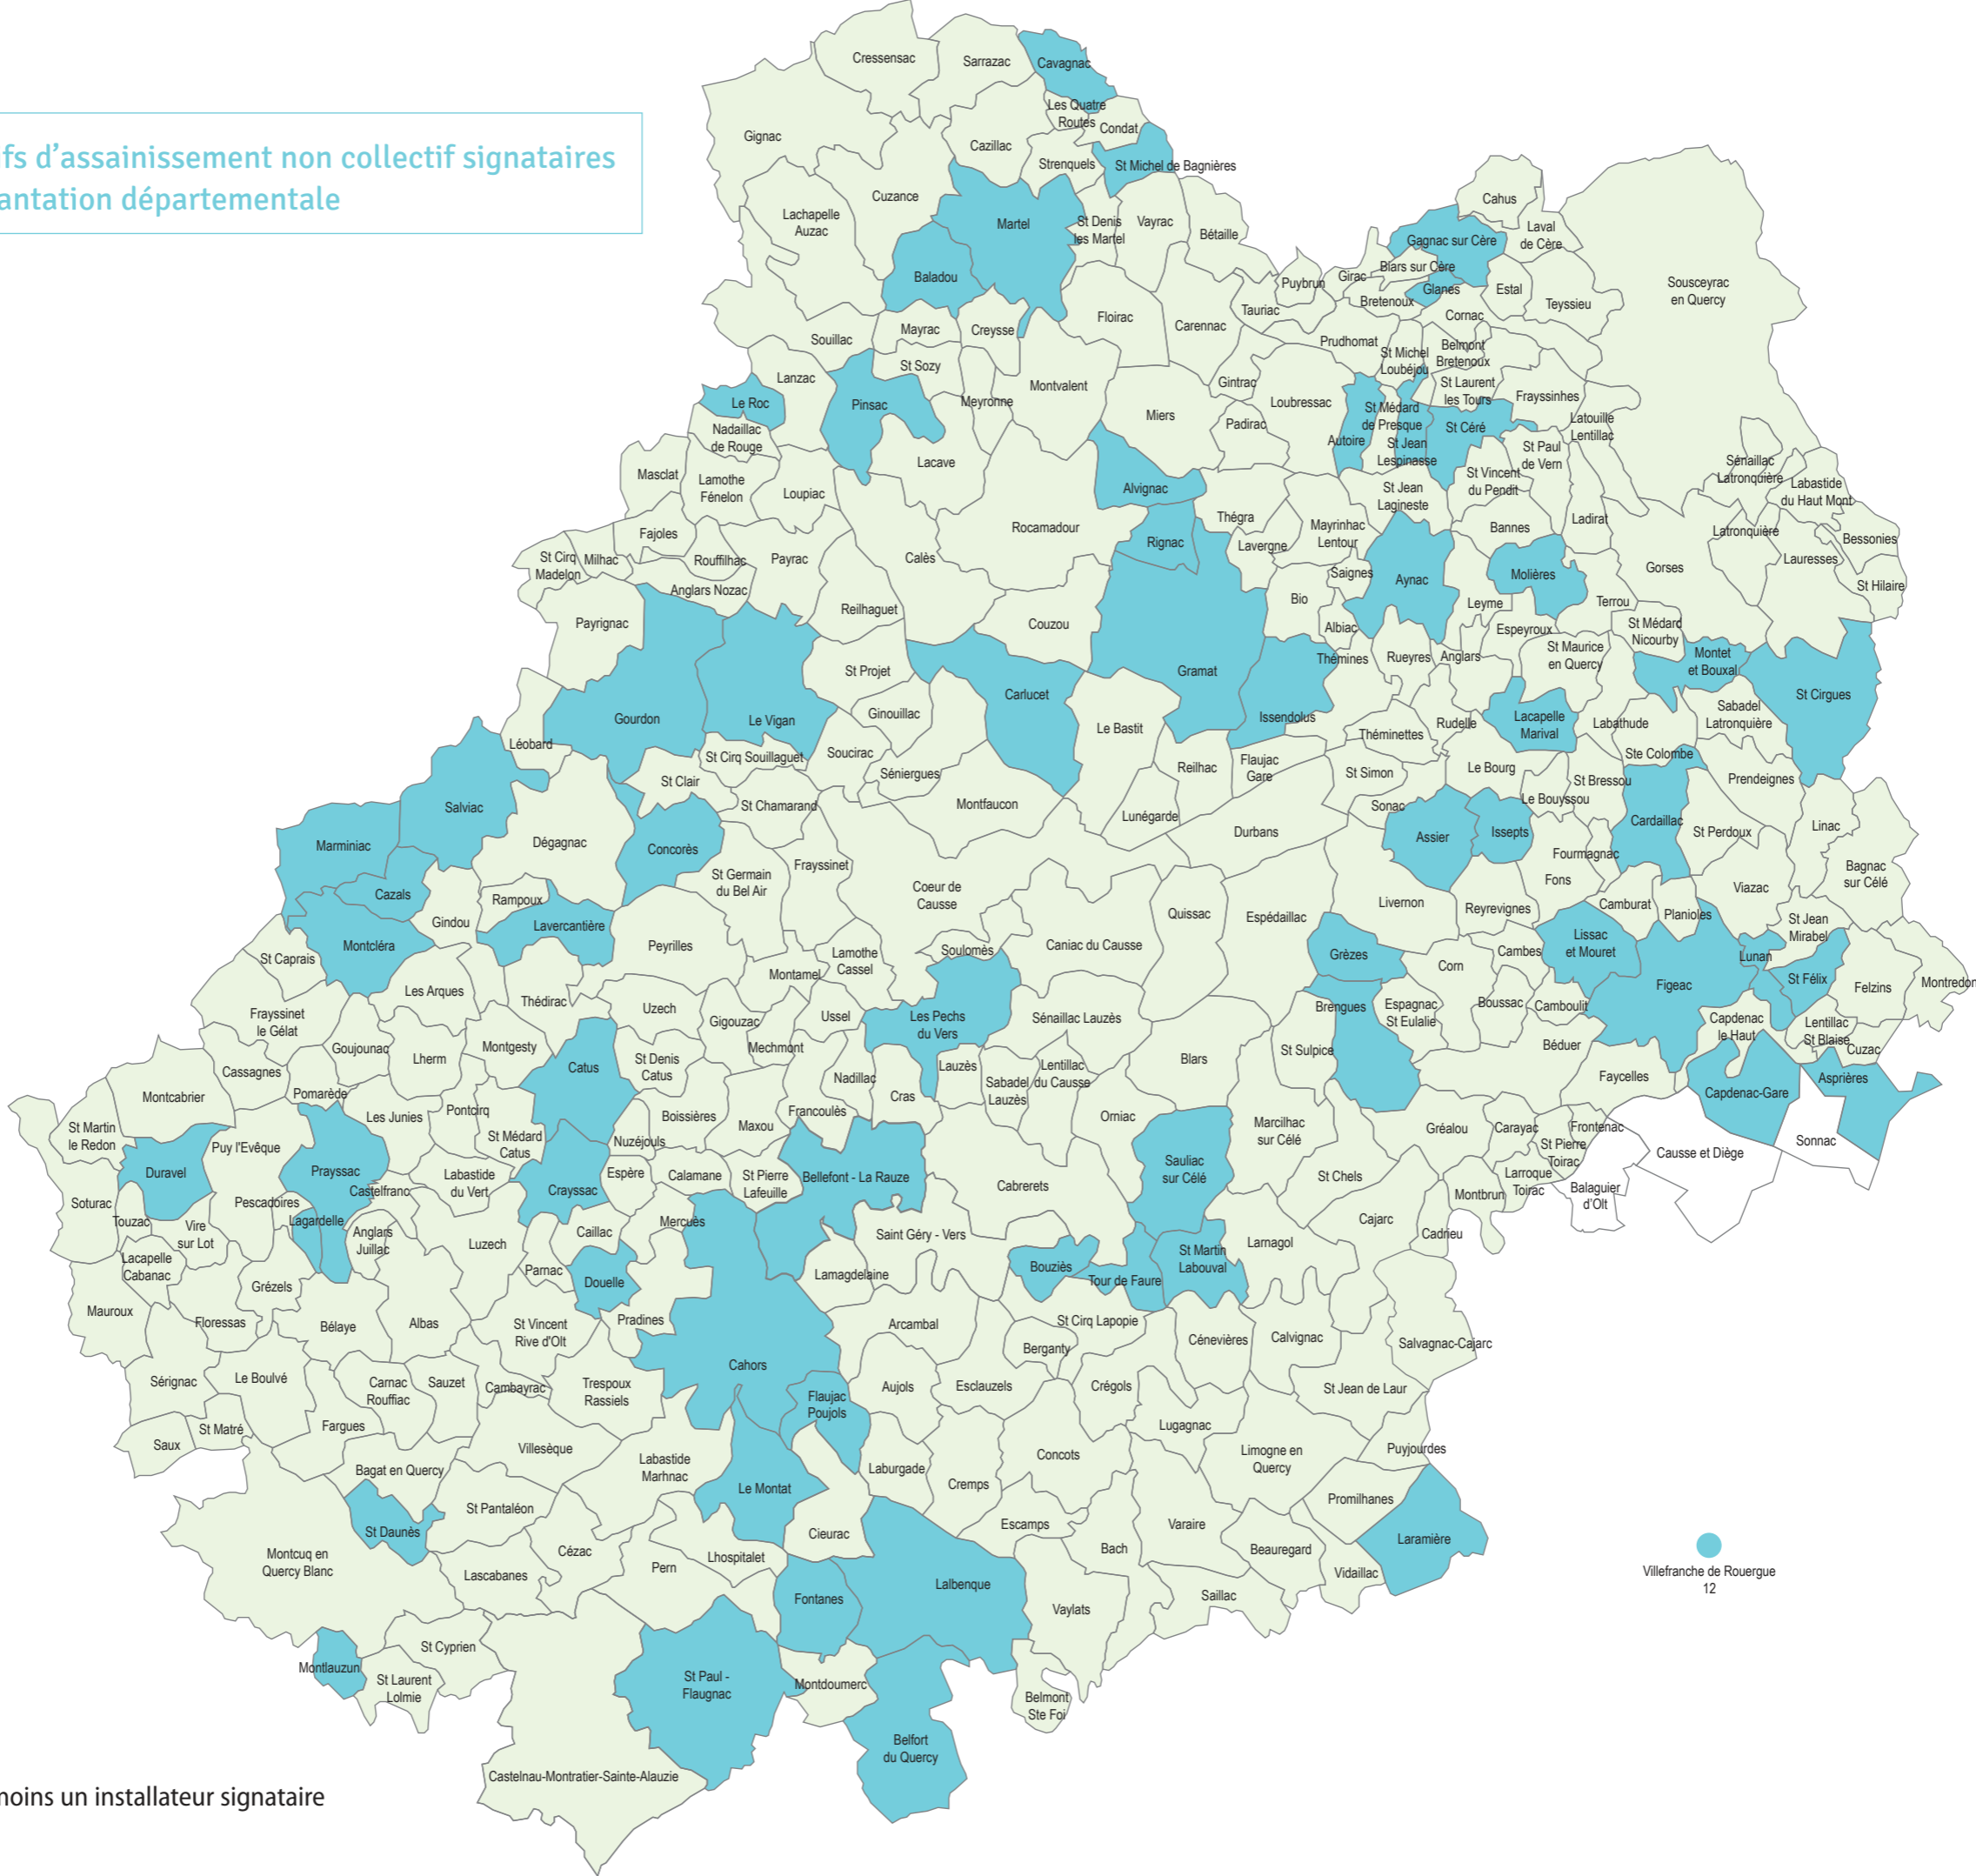 fs d’assainissement non collectif signataires
antation départementale
Cressensac
Sarrazac
Cavagnac
Les Quatre
Routes
Condat
Gignac
Cazillac
Strenquels
St Michel de Bagnières
Cuzance
Lachapelle
Auzac
Martel
St Denis
les Martel
Vayrac
Bétaille
Cahus
Laval
de Cère
Gagnac sur Cère
Biars sur Cère
Girac
Puybrun
Glanes
Estal
Teyssieu
Sousceyrac
en Quercy
Baladou
Bretenoux
Tauriac
Cornac
Floirac
Carennac
Mayrac
Creysse
Souillac
Prudhomat
St Michel
Loubéjou
Belmont
Bretenoux
St Sozy
Lanzac
Montvalent
Gintrac
Loubressac
St Laurent
les Tours
Frayssinhes
Latouille
Lentillac
Le Roc
Pinsac
Meyronne
Miers
Padirac
St Médard
de Presque
Autoire
St Jean
Lespinasse
St Céré
St Paul
de Vern
Nadaillac
de Rouge
Lacave
Masclat
Lamothe
Fénelon
Loupiac
Alvignac
St Vincent
du Pendit
St Jean
Lagineste
Sénaillac
Latronquière
Labastide
du Haut Mont
Rocamadour
Thégra
Mayrinhac
Lentour
Bannes
Ladirat
Latronquière
Bessonies
Fajoles
Rouffilhac
Payrac
Calès
Rignac
Lavergne
Saignes
Aynac
Molières
Gorses
Lauresses
St Hilaire
St Cirq
Madelon
Milhac
Anglars Nozac
Reilhaguet
Couzou
Bio
Albiac
Leyme
Terrou
Espeyroux
St Médard
Nicourby
Payrignac
St Projet
Gramat
Thémines
Rueyres
Anglars
St Maurice
en Quercy
Montet
et Bouxal
St Cirgues
Gourdon
Le Vigan
Ginouillac
Carlucet
Le Bastit
Issendolus
Théminettes
Rudelle
Lacapelle
Marival
Labathude
Sabadel
Latronquière
Léobard
St Cirq Souillaguet
Soucirac
Séniergues
Reilhac
Flaujac
Gare
St Simon
Le Bourg
Ste Colombe
St Bressou
Prendeignes
St Clair
Salviac
St Chamarand
Montfaucon
Lunégarde
Sonac
Le Bouyssou
Cardaillac
Marminiac
Dégagnac
Concorès
Durbans
Assier
Issepts
St Perdoux
Linac
Fourmagnac
Fons
Frayssinet
St Germain
du Bel Air
Cazals
Coeur de
Causse
Viazac
Bagnac
sur Célé
Rampoux
Gindou
Lavercantière
Quissac
Espédaillac
Livernon
Reyrevignes
Camburat
Planioles
St Jean
Mirabel
Montcléra
Peyrilles
Soulomès
Caniac du Causse
Lamothe
Cassel
Grèzes
Corn
Cambes
Lissac
et Mouret
Lunan
St Caprais
Les Arques
Montamel
St Félix
Felzins
Montredon
Thédirac
Uzech
Gigouzac
Ussel
Les Pechs
du Vers
Sénaillac Lauzès
Brengues
Espagnac
St Eulalie
Boussac
Camboulit
Figeac
Frayssinet
le Gélat
Goujounac
Lherm
Montgesty
Mechmont
Capdenac
le Haut
Lentillac
St Blaise
Cuzac
Catus
St Denis
Catus
Lauzès
Blars
St Sulpice
Béduer
Faycelles
Cassagnes
Nadillac
Cras
Sabadel
Lauzès
Lentillac
du Causse
Capdenac-Gare
Asprières
Montcabrier
Pomarède
Les Junies
Pontcirq
Boissières
Maxou
Francoulès
Orniac
Marcilhac
sur Célé
Gréalou
Carayac
Frontenac
St Pierre
Toirac
Sonnac
Causse et Diège
St Martin
le Redon
Puy l'Evêque
St Médard
Catus
Nuzéjouls
Duravel
Prayssac
Labastide
du Vert
Crayssac
Espère
Calamane
St Pierre
Lafeuille
Bellefont - La Rauze
Cabrerets
Sauliac
sur Célé
St Chels
Larroque
Toirac
Montbrun
Balaguier
d'Olt
Castelfranc
Soturac
Touzac
Pescadoires
Lagardelle
Vire
sur Lot
Anglars
Juillac
Luzech
Caillac
Mercuès
Saint Géry - Vers
Cajarc
Cadrieu
Lacapelle
Cabanac
Grézels
Parnac
Douelle
Lamagdelaine
Bouziès
Tour de Faure
St Martin
Labouval
Larnagol
Mauroux
Floressas
Bélaye
Albas
St Vincent
Rive d'Olt
Pradines
Arcambal
St Cirq Lapopie
Berganty
Cénevières
Calvignac
Salvagnac-Cajarc
Sérignac
Le Boulvé
Carnac
Rouffiac
Sauzet
Cambayrac
Trespoux
Rassiels
Cahors
Flaujac
Poujols
Aujols
Esclauzels
Crégols
St Jean de Laur
Saux
St Matré
Fargues
Lugagnac
Villesèque
Labastide
Marhnac
Concots
Limogne en
Quercy
Puyjourdes
Bagat en Quercy
Laburgade
Cremps
Le Montat
Promilhanes
St Pantaléon
St Daunès
Cieurac
Escamps
Varaire
Laramière
Montcuq en
Quercy Blanc
Cézac
Lhospitalet
Bach
Beauregard
Vidaillac
Villefranche de Rouergue
12
Lascabanes
Pern
Fontanes
Lalbenque
Vaylats
Saillac
St Cyprien
Montlauzun
St Laurent
Lolmie
St Paul -
Flaugnac
Montdoumerc
Belmont
Ste Foi
Belfort
du Quercy
Castelnau-Montratier-Sainte-Alauzie
moins un installateur signataire